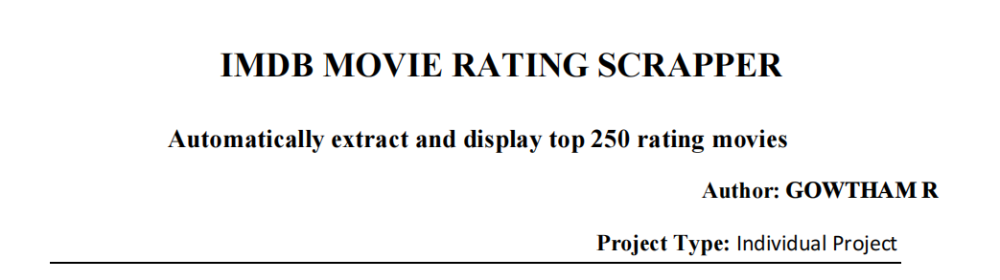 IMDB MOVIE RATING SCRAPPER
Automatically extract and display top 250 rating movies
Author: GOWTHAM R
Project Type: Individual Project